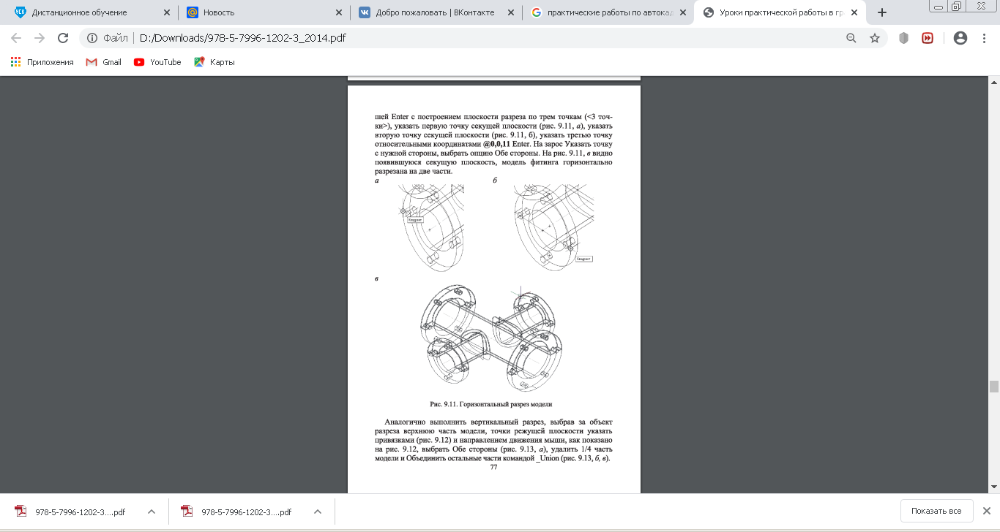 Дистанционное обучение
Новость
Добро пожаловать | ВКонтакте
практические работы по автокад
Уроки практической работы в гр
Файл | D:/Downloads/978-5-7996-1202-3_2014.pdf
Приложения
Gmail
YouTube
Карты
шей Enter с построением плоскости разреза по трем точкам (<3 точ-
ки>), указать первую точку секущей плоскости (рис. 9.11, а), указать
вторую точку секущей плоскости (рис. 9.11, б), указать третью точку
относительными координатами @0,0,11 Enter. На зарос Указать точку
с нужной стороны, выбрать опцию Обе стороны. На рис. 9.11, в видно
появившуюся секущую плоскость, модель фитинга горизонтально
разрезана на две части.
а
б
Квадрант
Квадрант
в
Рис. 9.11. Горизонтальный разрез модели
Аналогично выполнить вертикальный разрез, выбрав за объект
разреза верхнюю часть модели, точки режущей плоскости указать
привязками (рис. 9.12) и направлением движения мыши, как показано
на рис. 9.12, выбрать Обе стороны (рис. 9.13, а), удалить 1/4 часть
модели и Объединить остальные части командой _Union (рис. 9.13, б, в).
77
978-5-7996-1202-3....pdf
978-5-7996-1202-3....pdf
Показать все